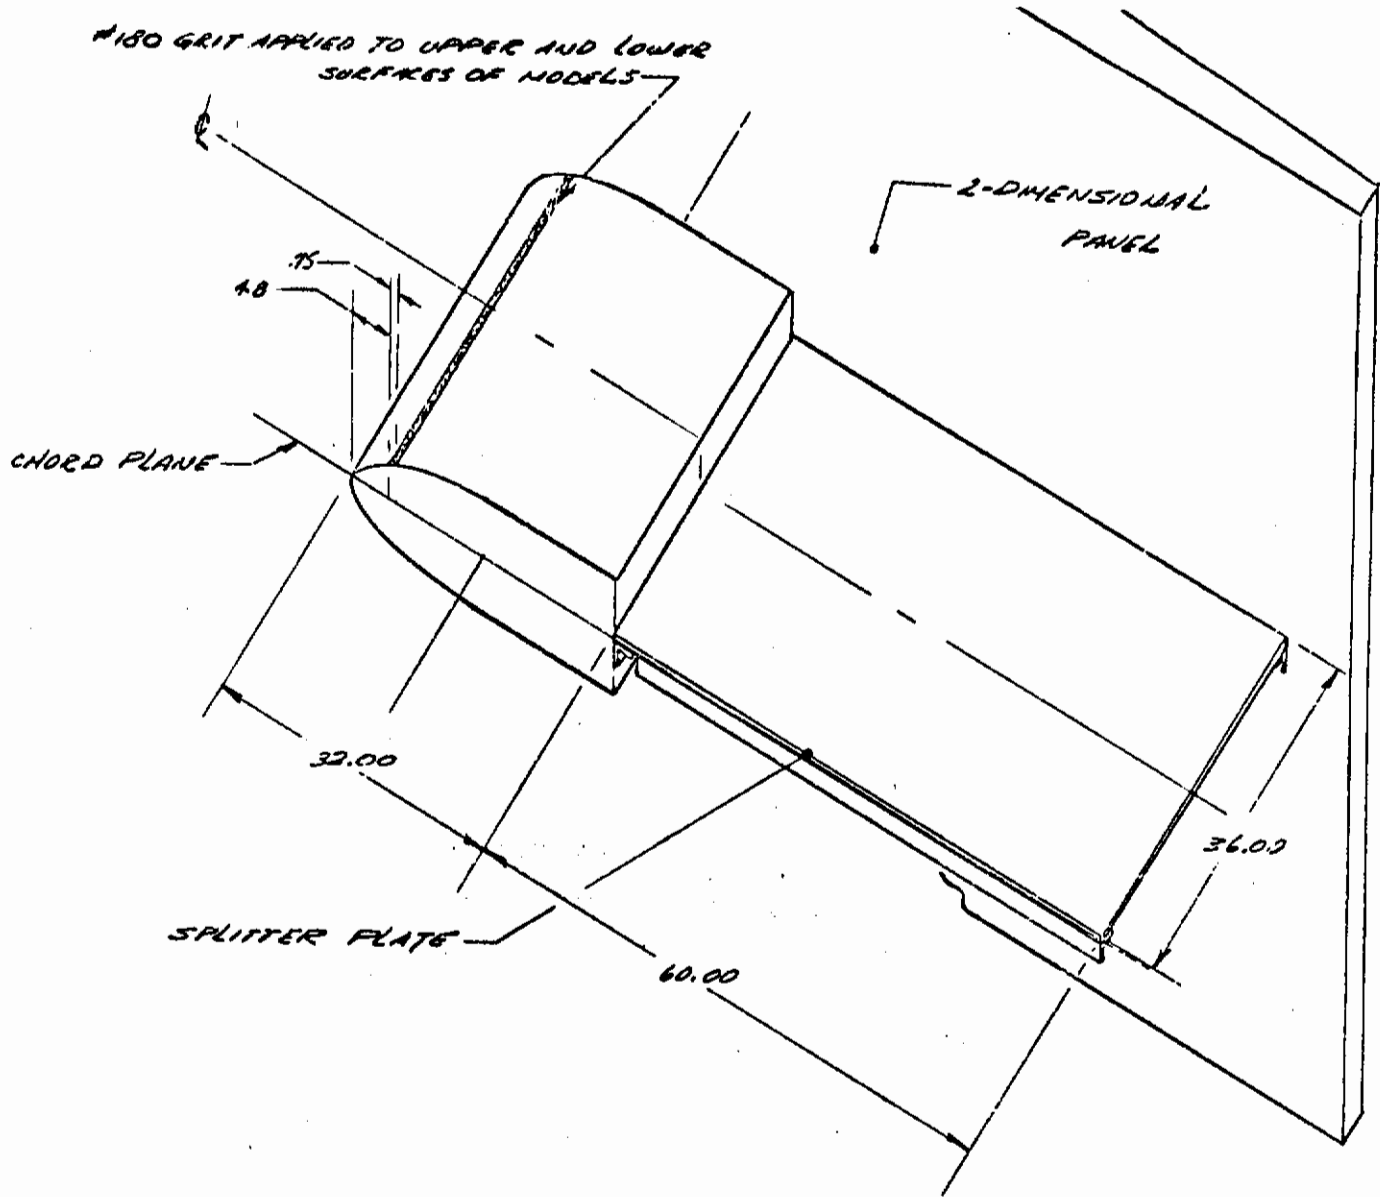 #180 GRIT APPLIED TO UPPER AND LOWER
SURFACES OF MODELS
℄
2-DIMENSIONAL
PANEL
.75
4.8
CHORD PLANE
32.00
36.00
SPLITTER PLATE
60.00